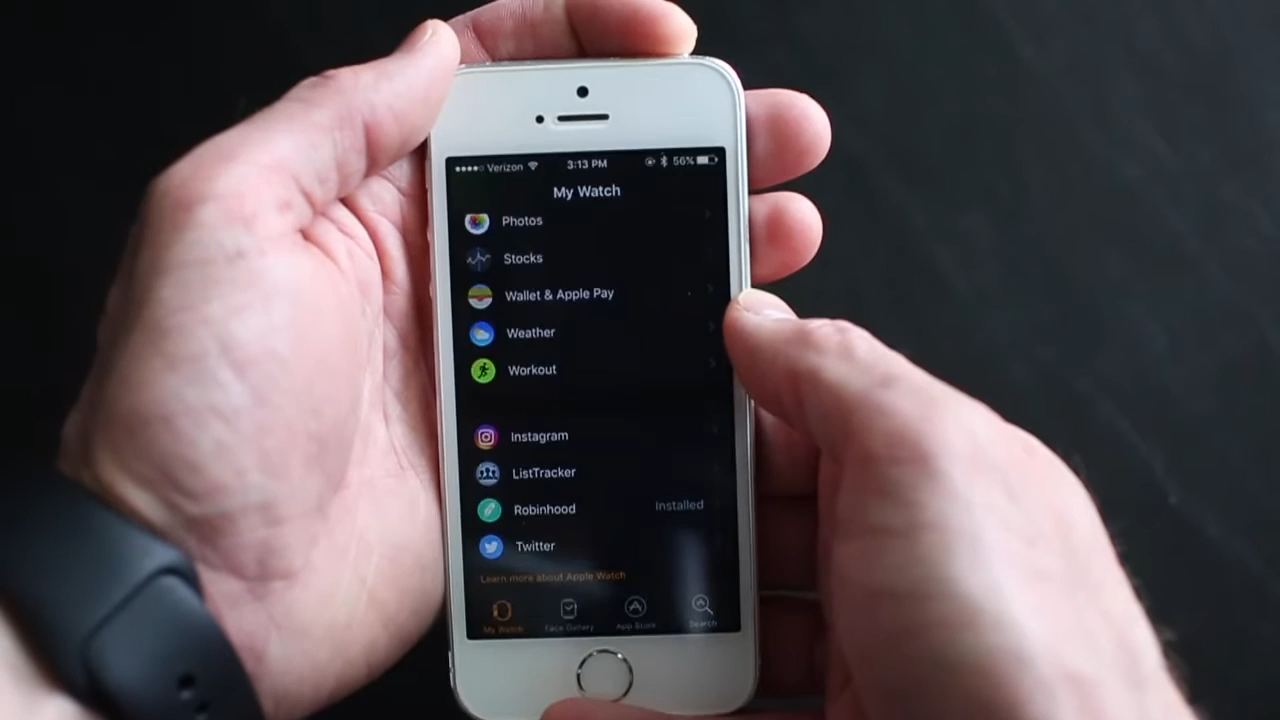 Verizon 3:13 PM 56%
My Watch
Photos
Stocks
Wallet & Apple Pay
Weather
Workout
Instagram
ListTracker
Robinhood Installed
Twitter
Learn more about Apple Watch
My Watch Face Gallery App Store Search